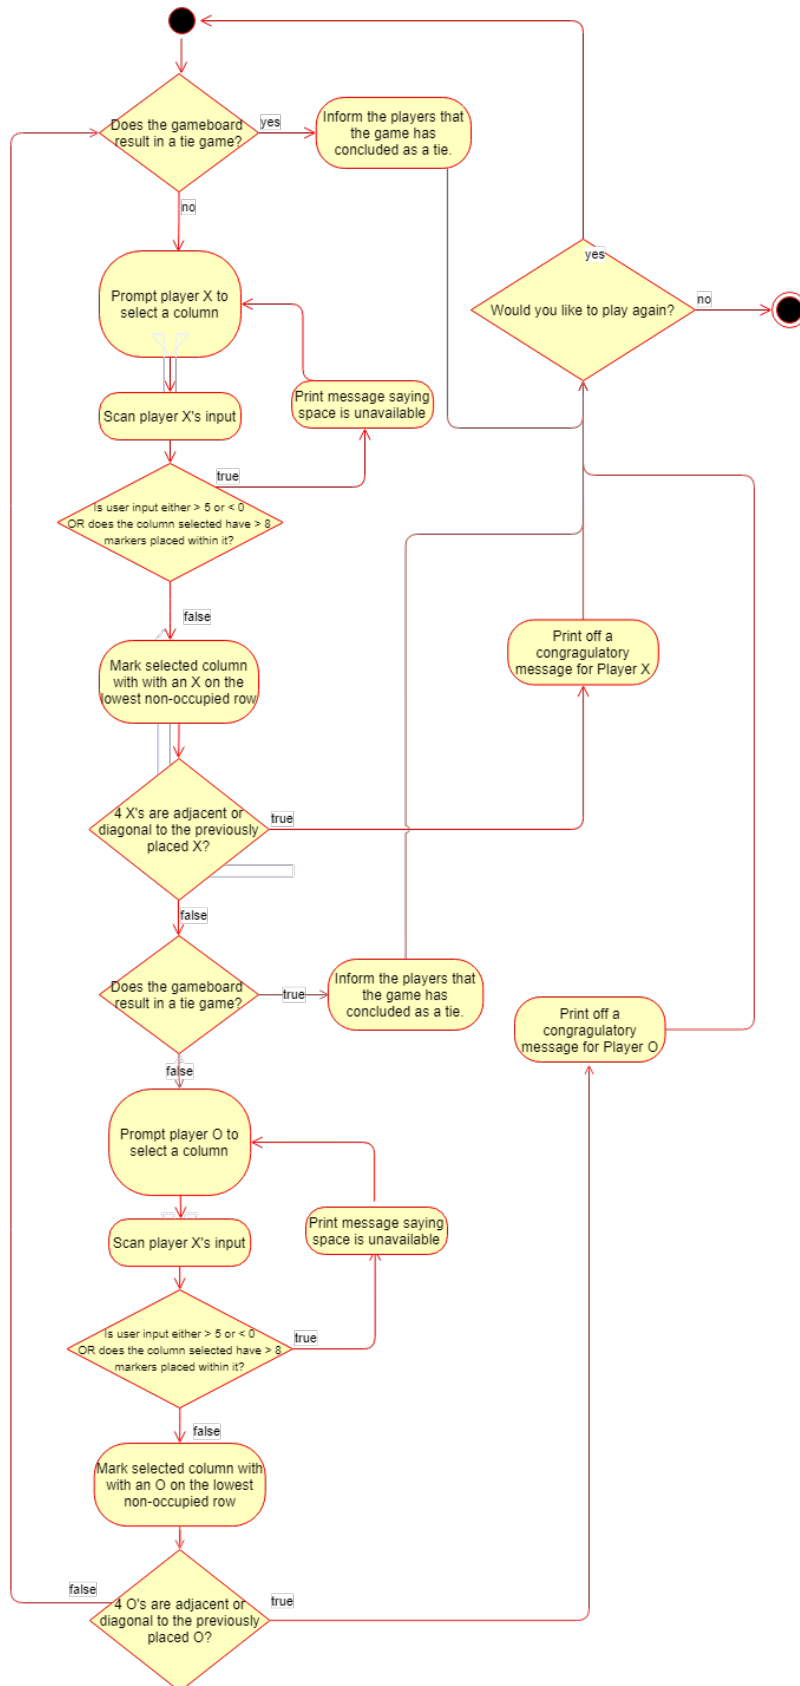 Does the gameboard
result in a tie game?
yes
Inform the players that
the game has
concluded as a tie.
no
Prompt player X to
select a column
yes
Would you like to play again?
no
Print message saying
space is unavailable
Scan player X's input
true
Is user input either > 5 or < 0
OR does the column selected have > 8
markers placed within it?
false
Mark selected column
with with an X on the
lowest non-occupied row
Print off a
congragulatory
message for Player X
4 X's are adjacent or
diagonal to the previously
placed X?
true
false
Does the gameboard
result in a tie game?
true
Inform the players that
the game has
concluded as a tie.
Print off a
congragulatory
message for Player O
false
Prompt player O to
select a column
Print message saying
space is unavailable
Scan player X's input
Is user input either > 5 or < 0
OR does the column selected have > 8
markers placed within it?
true
false
Mark selected column with
with an O on the lowest
non-occupied row
false
4 O's are adjacent or
diagonal to the previously
placed O?
true